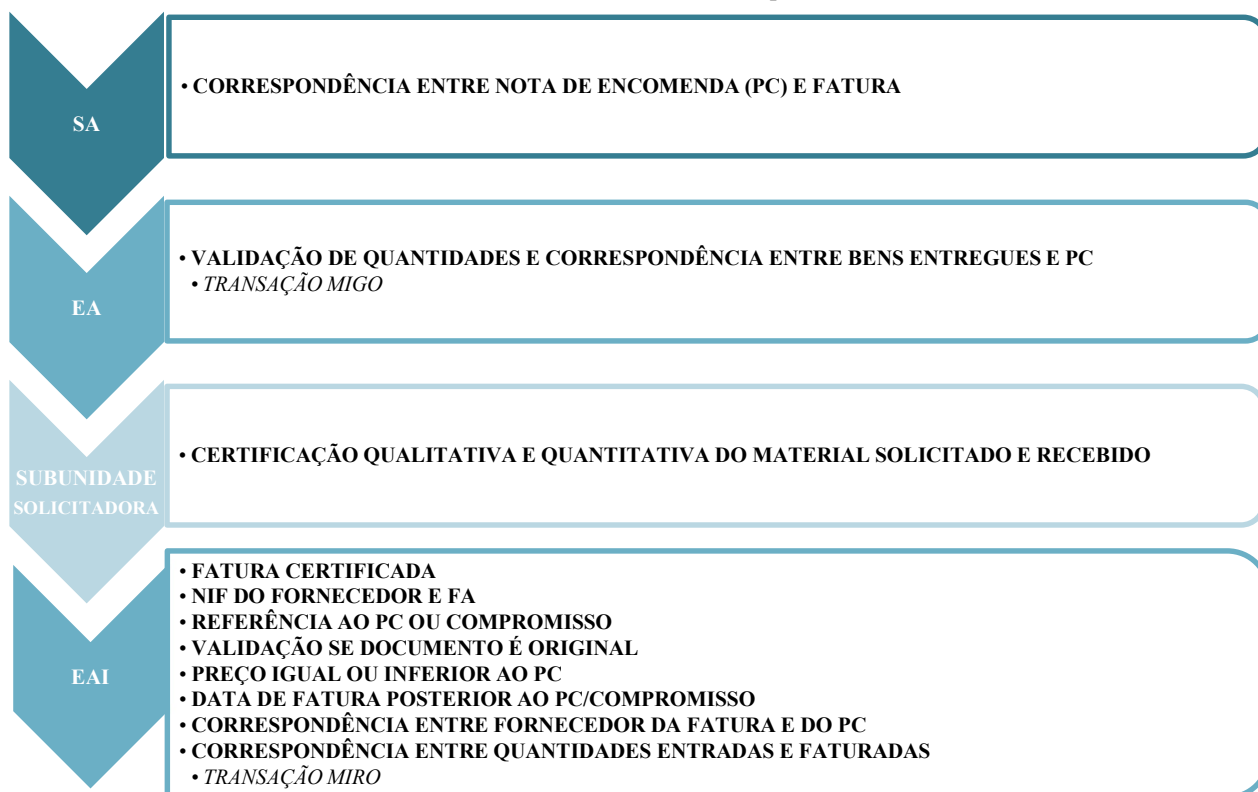 SA
• CORRESPONDÊNCIA ENTRE NOTA DE ENCOMENDA (PC) E FATURA
EA
• VALIDAÇÃO DE QUANTIDADES E CORRESPONDÊNCIA ENTRE BENS ENTREGUES E PC
• TRANSAÇÃO MIGO
SUBUNIDADE
SOLICITADORA
• CERTIFICAÇÃO QUALITATIVA E QUANTITATIVA DO MATERIAL SOLICITADO E RECEBIDO
EAI
• FATURA CERTIFICADA
• NIF DO FORNECEDOR E FA
• REFERÊNCIA AO PC OU COMPROMISSO
• VALIDAÇÃO SE DOCUMENTO É ORIGINAL
• PREÇO IGUAL OU INFERIOR AO PC
• DATA DE FATURA POSTERIOR AO PC/COMPROMISSO
• CORRESPONDÊNCIA ENTRE FORNECEDOR DA FATURA E DO PC
• CORRESPONDÊNCIA ENTRE QUANTIDADES ENTRADAS E FATURADAS
• TRANSAÇÃO MIRO